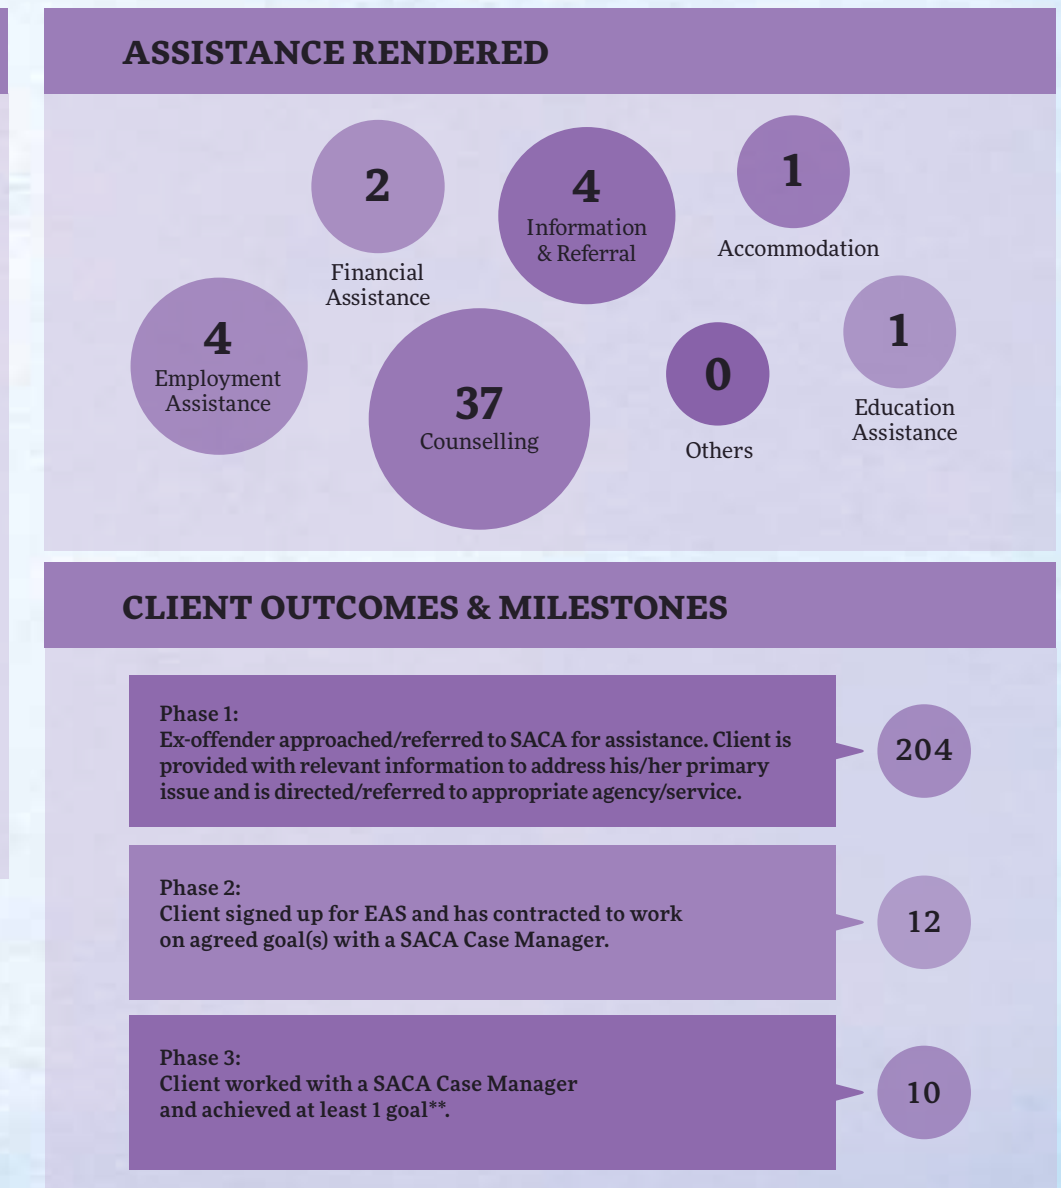 ASSISTANCE RENDERED
2
Financial
Assistance
4
Information
& Referral
1
Accommodation
4
Employment
Assistance
37
Counselling
0
Others
1
Education
Assistance
CLIENT OUTCOMES & MILESTONES
Phase 1:
Ex-offender approached/referred to SACA for assistance. Client is
provided with relevant information to address his/her primary
issue and is directed/referred to appropriate agency/service.
204
Phase 2:
Client signed up for EAS and has contracted to work
on agreed goal(s) with a SACA Case Manager.
12
Phase 3:
Client worked with a SACA Case Manager
and achieved at least 1 goal**.
10